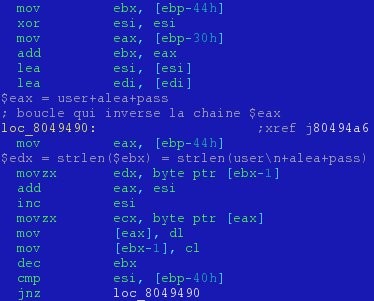 mov ebx, [ebp-44h]
xor esi, esi
mov eax, [ebp-30h]
add ebx, eax
lea esi, [esi]
lea edi, [edi]
$eax = user+alea+pass
; boucle qui inverse la chaine $eax
loc_8049490: ;xref j80494a6
mov eax, [ebp-44h]
$edx = strlen($ebx) = strlen(user\n+alea+pass)
movzx edx, byte ptr [ebx-1]
add eax, esi
inc esi
movzx ecx, byte ptr [eax]
mov [eax], dl
mov [ebx-1], cl
dec ebx
cmp esi, [ebp-40h]
jnz loc_8049490